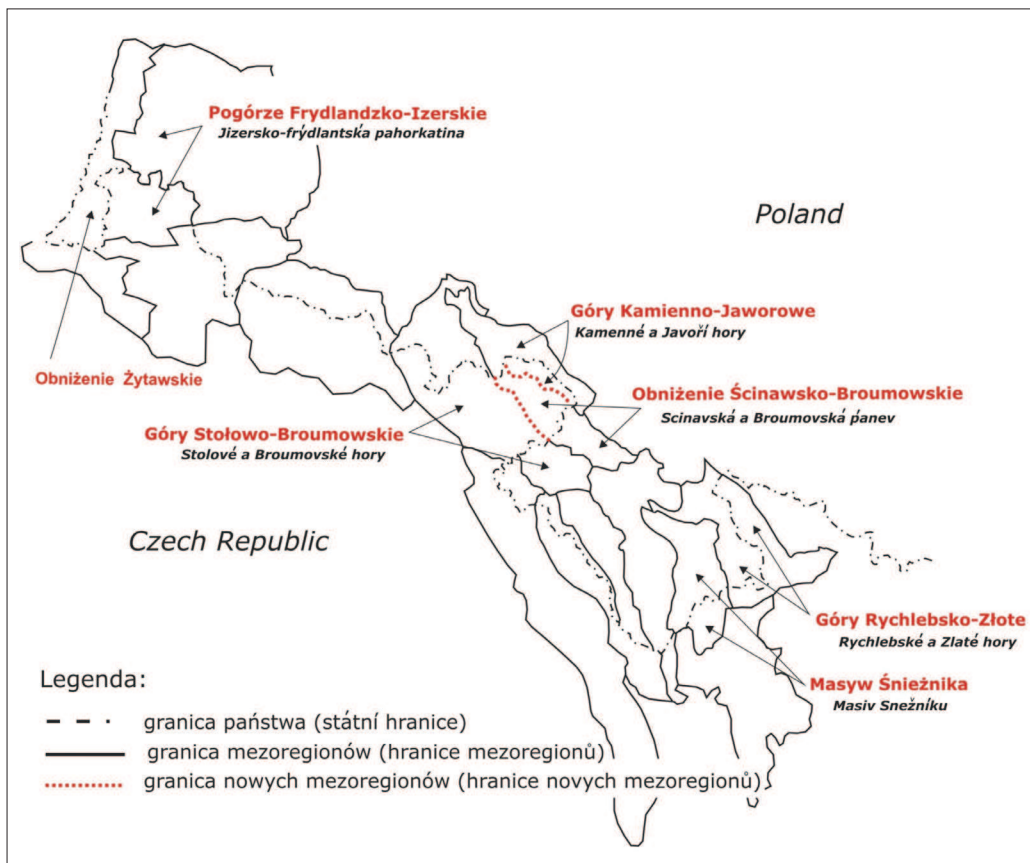 Pogórze Frydlandzko-Izerskie
Jizersko-frýdlantská pahorkatina
Poland
Góry Kamienno-Jaworowe
Kamenné a Javoří hory
Obniżenie Żytawskie
Obniżenie Ścinawsko-Broumowskie
Scinavská a Broumovská pánev
Góry Stołowo-Broumowskie
Stolové a Broumovské hory
Czech Republic
Góry Rychlebsko-Złote
Rychlebské a Zlaté hory
Masyw Śnieżnika
Masiv Snežníku
Legenda:
granica państwa (státní hranice)
granica mezoregionów (hranice mezoregionů)
granica nowych mezoregionów (hranice novych mezoregionů)